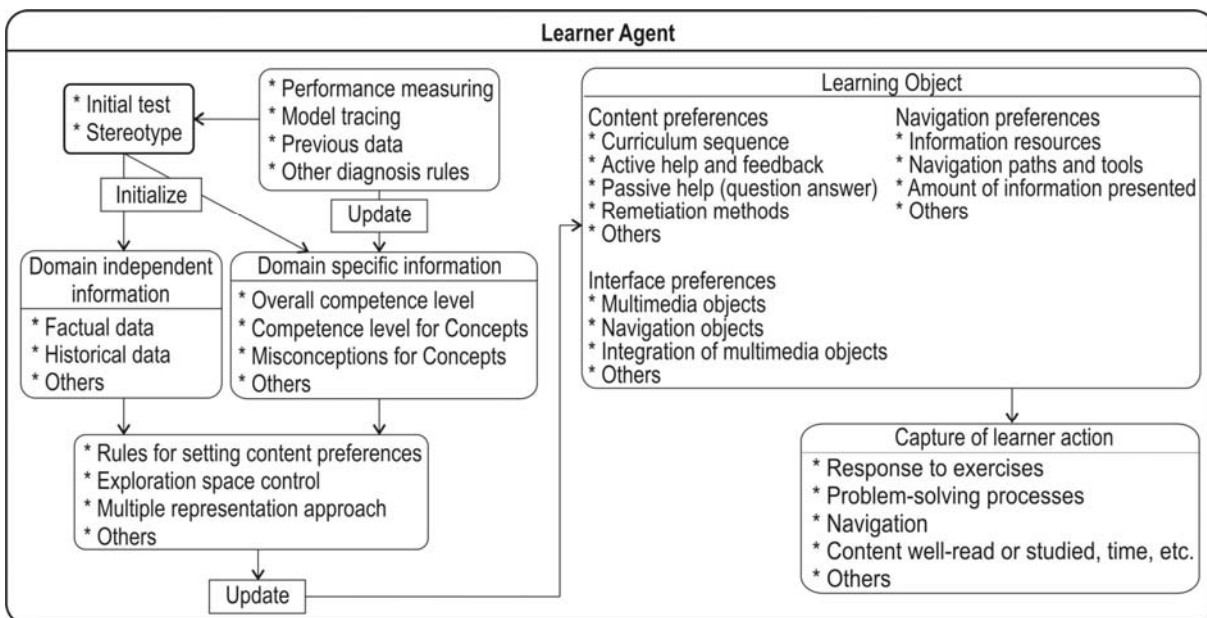 Learner Agent
* Initial test
* Stereotype
* Performance measuring
* Model tracing
* Previous data
* Other diagnosis rules
Initialize
Update
Domain independent
information
* Factual data
* Historical data
* Others
Domain specific information
* Overall competence level
* Competence level for Concepts
* Misconceptions for Concepts
* Others
* Rules for setting content preferences
* Exploration space control
* Multiple representation approach
* Others
Update
Learning Object
Content preferences
* Curriculum sequence
* Active help and feedback
* Passive help (question answer)
* Remetiation methods
* Others
Navigation preferences
* Information resources
* Navigation paths and tools
* Amount of information presented
* Others
Interface preferences
* Multimedia objects
* Navigation objects
* Integration of multimedia objects
* Others
Capture of learner action
* Response to exercises
* Problem-solving processes
* Navigation
* Content well-read or studied, time, etc.
* Others